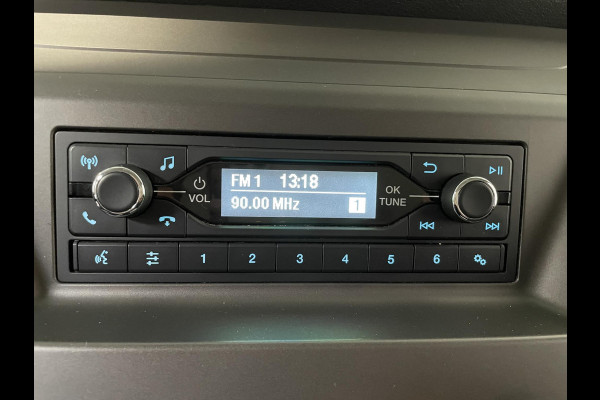 FM 1 13:18
90.00 MHz 1
VOL
OK
TUNE
1 2 3 4 5 6